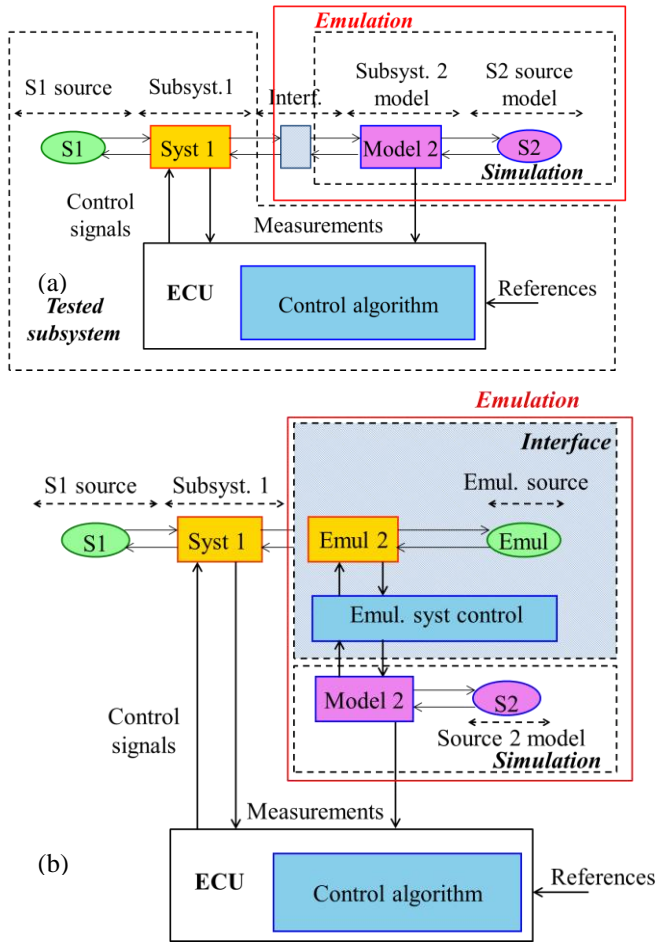 Emulation
S1 source
Subsyst.1
Interf.
Subsyst. 2
model
S2 source
model
S1
Syst 1
Model 2
S2
Simulation
Control
signals
Measurements
(a)
ECU
Control algorithm
References
Tested
subsystem
Emulation
Interface
S1 source
Subsyst. 1
Emul. source
S1
Syst 1
Emul 2
Emul
Emul. syst control
Model 2
S2
Control
signals
Source 2 model
Simulation
Measurements
(b)
ECU
Control algorithm
References